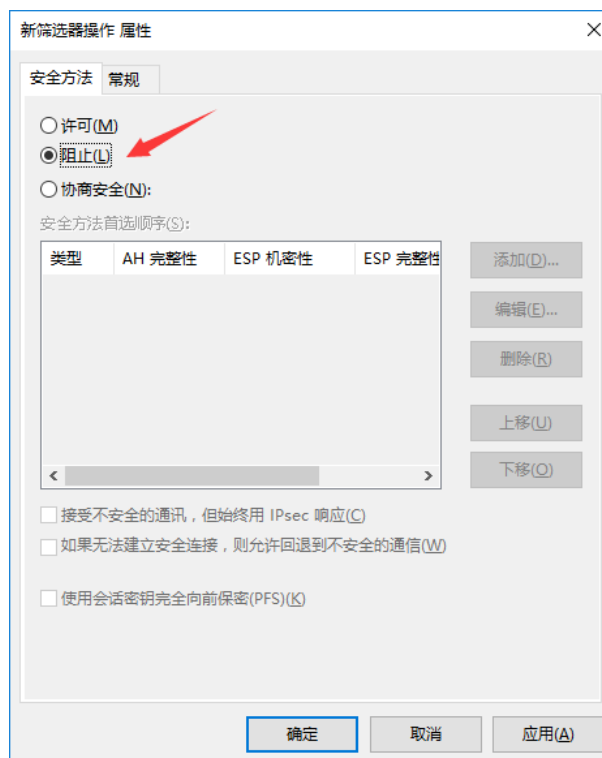 新筛选器操作 属性
安全方法 常规
许可(M)
阻止(L)
协商安全(N):
安全方法首选顺序(S):
类型 AH 完整性 ESP 机密性 ESP 完整性
添加(D)...
编辑(E)...
删除(R)
上移(U)
下移(O)
接受不安全的通讯，但始终用 IPsec 响应(C)
如果无法建立安全连接，则允许回退到不安全的通信(W)
使用会话密钥完全向前保密(PFS)(K)
确定 取消 应用(A)